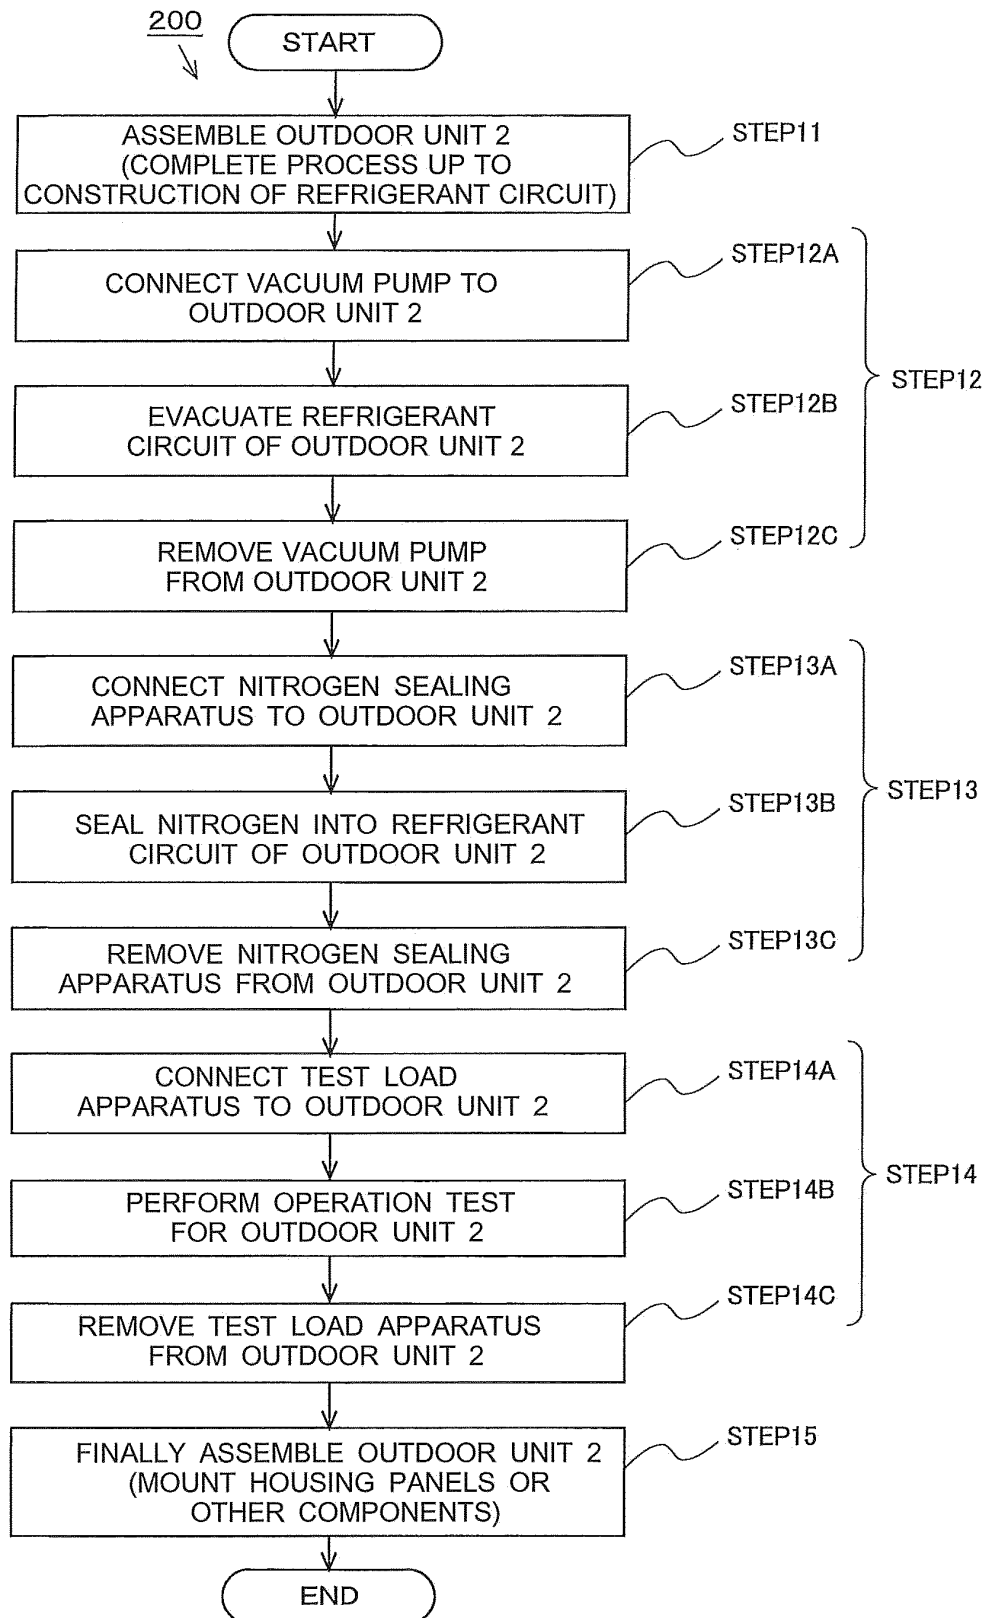 200
START
ASSEMBLE OUTDOOR UNIT 2
(COMPLETE PROCESS UP TO
CONSTRUCTION OF REFRIGERANT CIRCUIT)
STEP11
CONNECT VACUUM PUMP TO
OUTDOOR UNIT 2
STEP12A
EVACUATE REFRIGERANT
CIRCUIT OF OUTDOOR UNIT 2
STEP12B
STEP12
REMOVE VACUUM PUMP
FROM OUTDOOR UNIT 2
STEP12C
CONNECT NITROGEN SEALING
APPARATUS TO OUTDOOR UNIT 2
STEP13A
SEAL NITROGEN INTO REFRIGERANT
CIRCUIT OF OUTDOOR UNIT 2
STEP13B
STEP13
REMOVE NITROGEN SEALING
APPARATUS FROM OUTDOOR UNIT 2
STEP13C
CONNECT TEST LOAD
APPARATUS TO OUTDOOR UNIT 2
STEP14A
PERFORM OPERATION TEST
FOR OUTDOOR UNIT 2
STEP14B
STEP14
REMOVE TEST LOAD APPARATUS
FROM OUTDOOR UNIT 2
STEP14C
FINALLY ASSEMBLE OUTDOOR UNIT 2
(MOUNT HOUSING PANELS OR
OTHER COMPONENTS)
STEP15
END